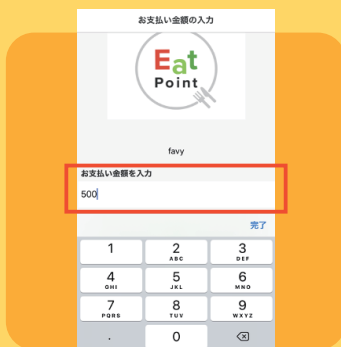 お支払い金額の入力
Eat
Point
favy
お支払い金額を入力
500
完了
1
2
ABC
3
DEF
4
GHI
5
JKL
6
MNO
7
PQRS
8
TUV
9
WXYZ
.
0